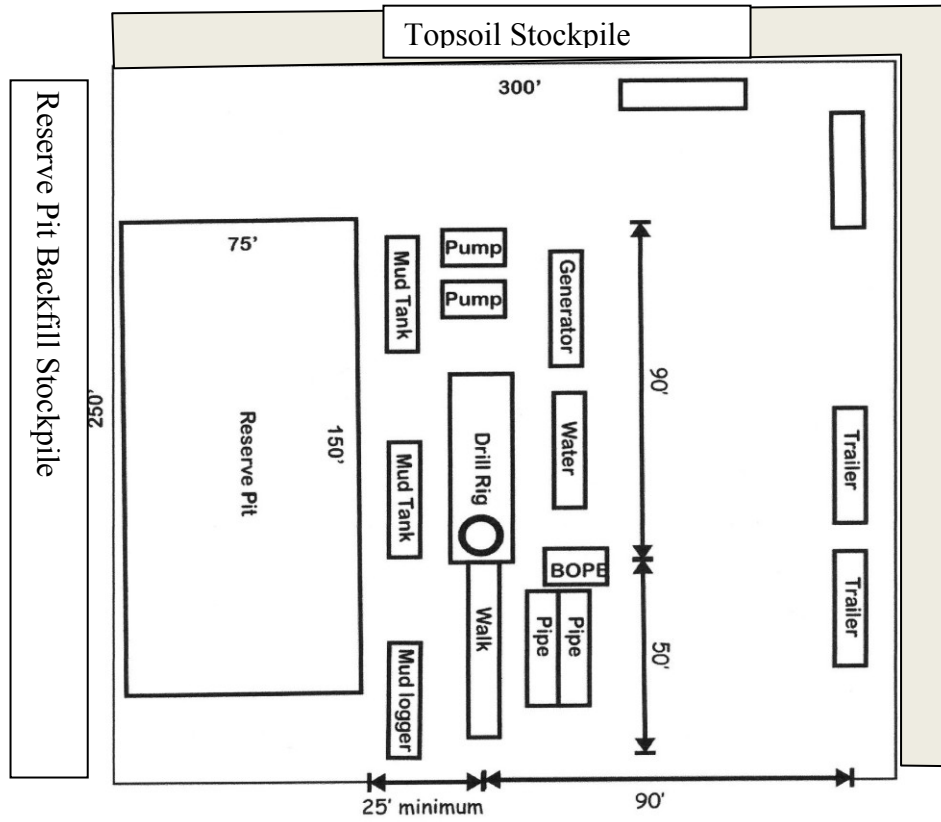 Topsoil Stockpile
300'
Reserve Pit Backfill Stockpile
250'
75'
150'
Reserve Pit
Mud Tank
Mud Tank
Mud logger
Pump
Pump
Drill Rig
Walk
Generator
Water
BOPE
Pipe
Pipe
90'
50'
Trailer
Trailer
25' minimum
90'